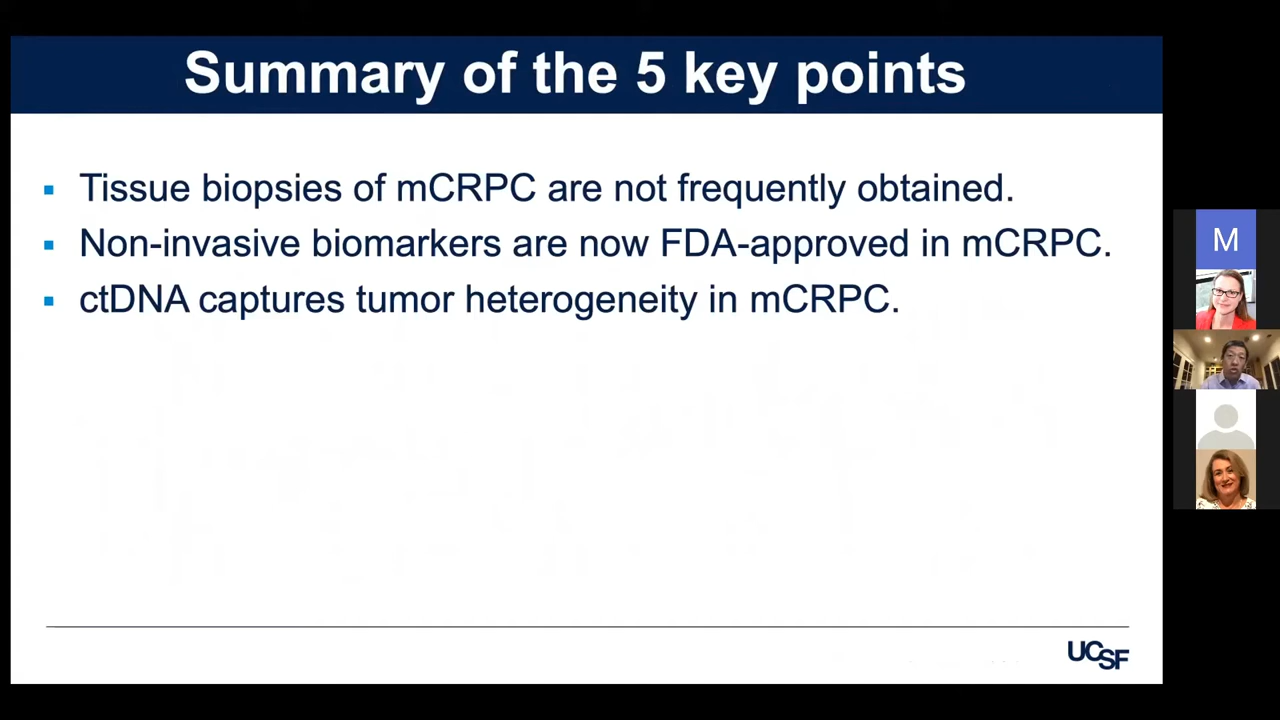 Summary of the 5 key points
▪ Tissue biopsies of mCRPC are not frequently obtained.
▪ Non-invasive biomarkers are now FDA-approved in mCRPC.
▪ ctDNA captures tumor heterogeneity in mCRPC.
M
UCSF